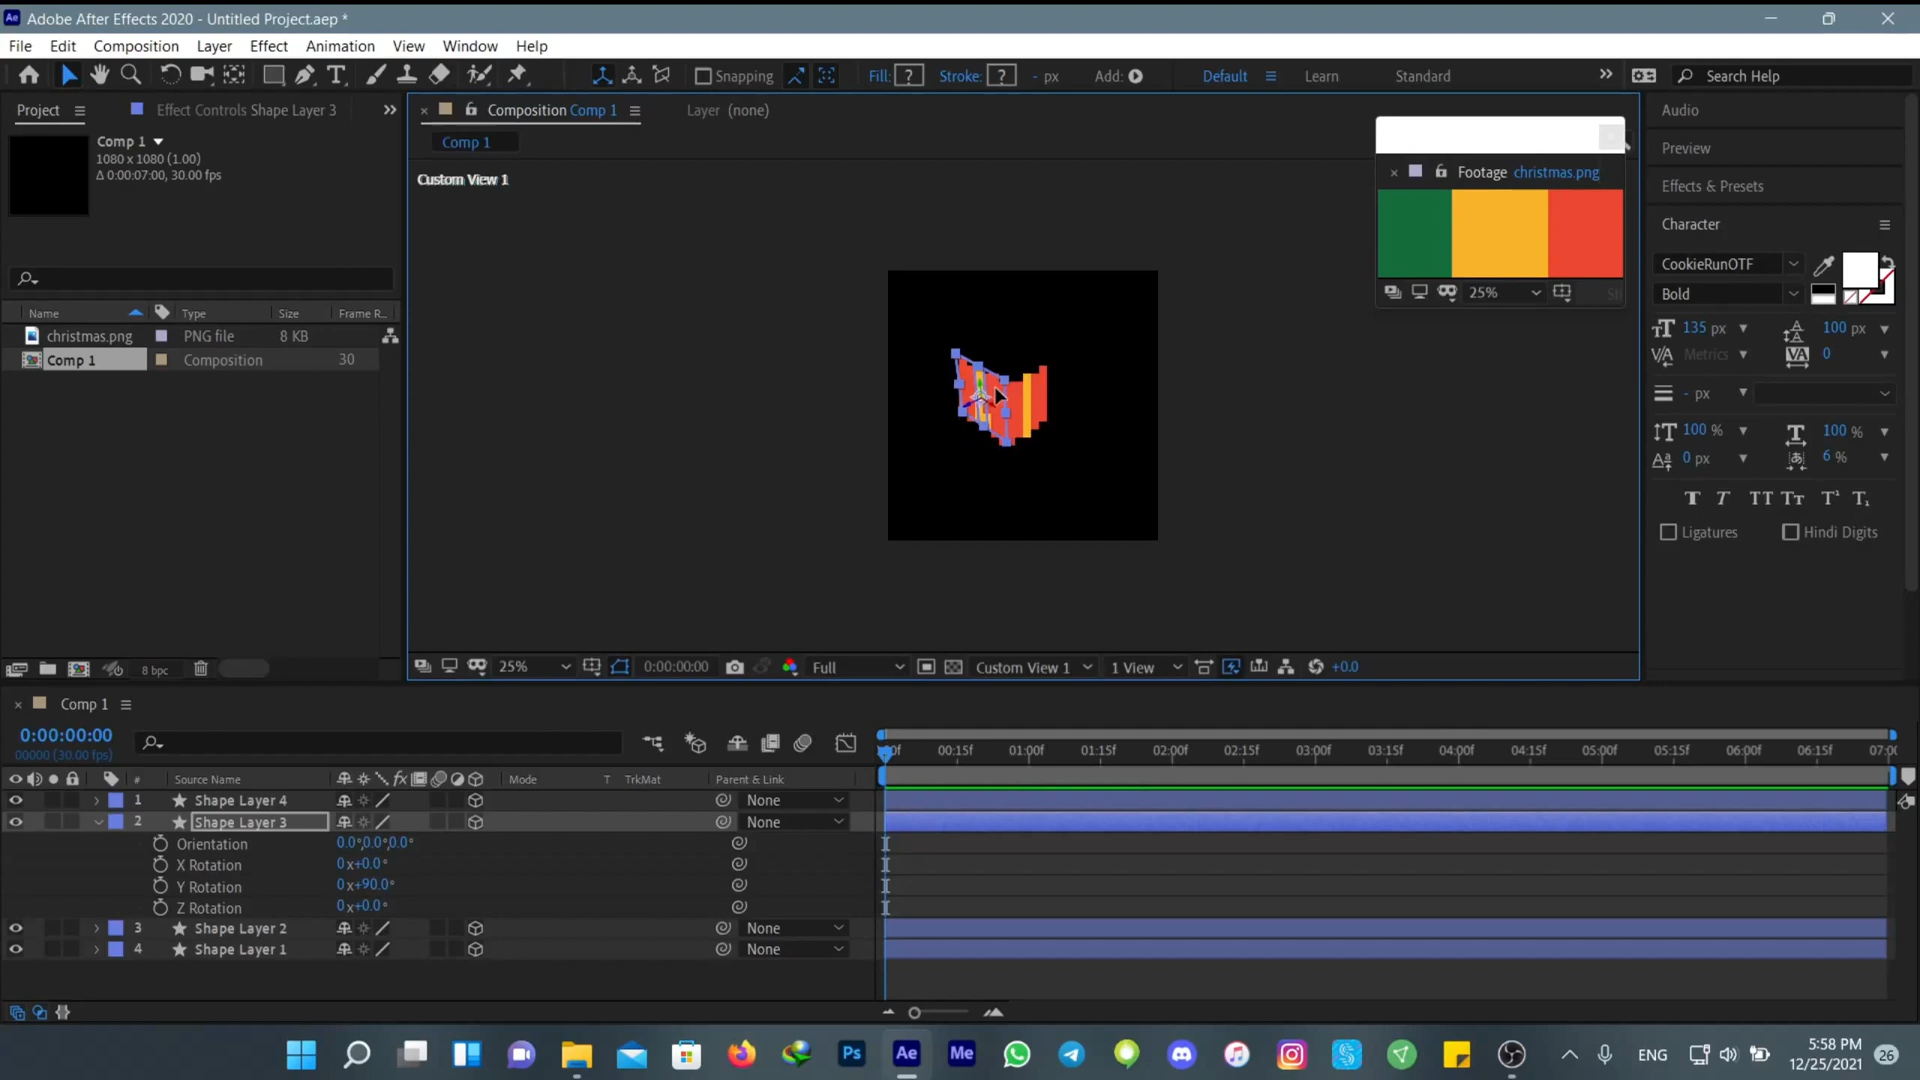 Adobe After Effects 2020 - Untitled Project.aep *
File Edit Composition Layer Effect Animation View Window Help
Snapping Fill: ? Stroke: ? - px Add: Default Learn Standard Search Help
Project Effect Controls Shape Layer 3
Composition Comp 1 Layer (none)
Comp 1
1080 x 1080 (1.00)
Δ 0:00:07:00, 30.00 fps
Comp 1
Custom View 1
Footage christmas.png
25%
Name Type Size Frame R...
christmas.png PNG file 8 KB
Comp 1 Composition 30
8 bpc
25% 0:00:00:00 Full Custom View 1 1 View +0.0
Audio
Preview
Effects & Presets
Character
CookieRunOTF
Bold
135 px 100 px
Metrics 0
- px
100 % 100 %
0 px 6 %
Ligatures Hindi Digits
Comp 1
0:00:00:00
00000 (30.00 fps)
00:15f 01:00f 01:15f 02:00f 02:15f 03:00f 03:15f 04:00f 04:15f 05:00f 05:15f 06:00f 06:15f 07:00
# Source Name Mode T TrkMat Parent & Link
1 Shape Layer 4 None
2 Shape Layer 3 None
Orientation 0.0°,0.0°,0.0°
X Rotation 0x+0.0°
Y Rotation 0x+90.0°
Z Rotation 0x+0.0°
3 Shape Layer 2 None
4 Shape Layer 1 None
ENG 5:58 PM
12/25/2021 26